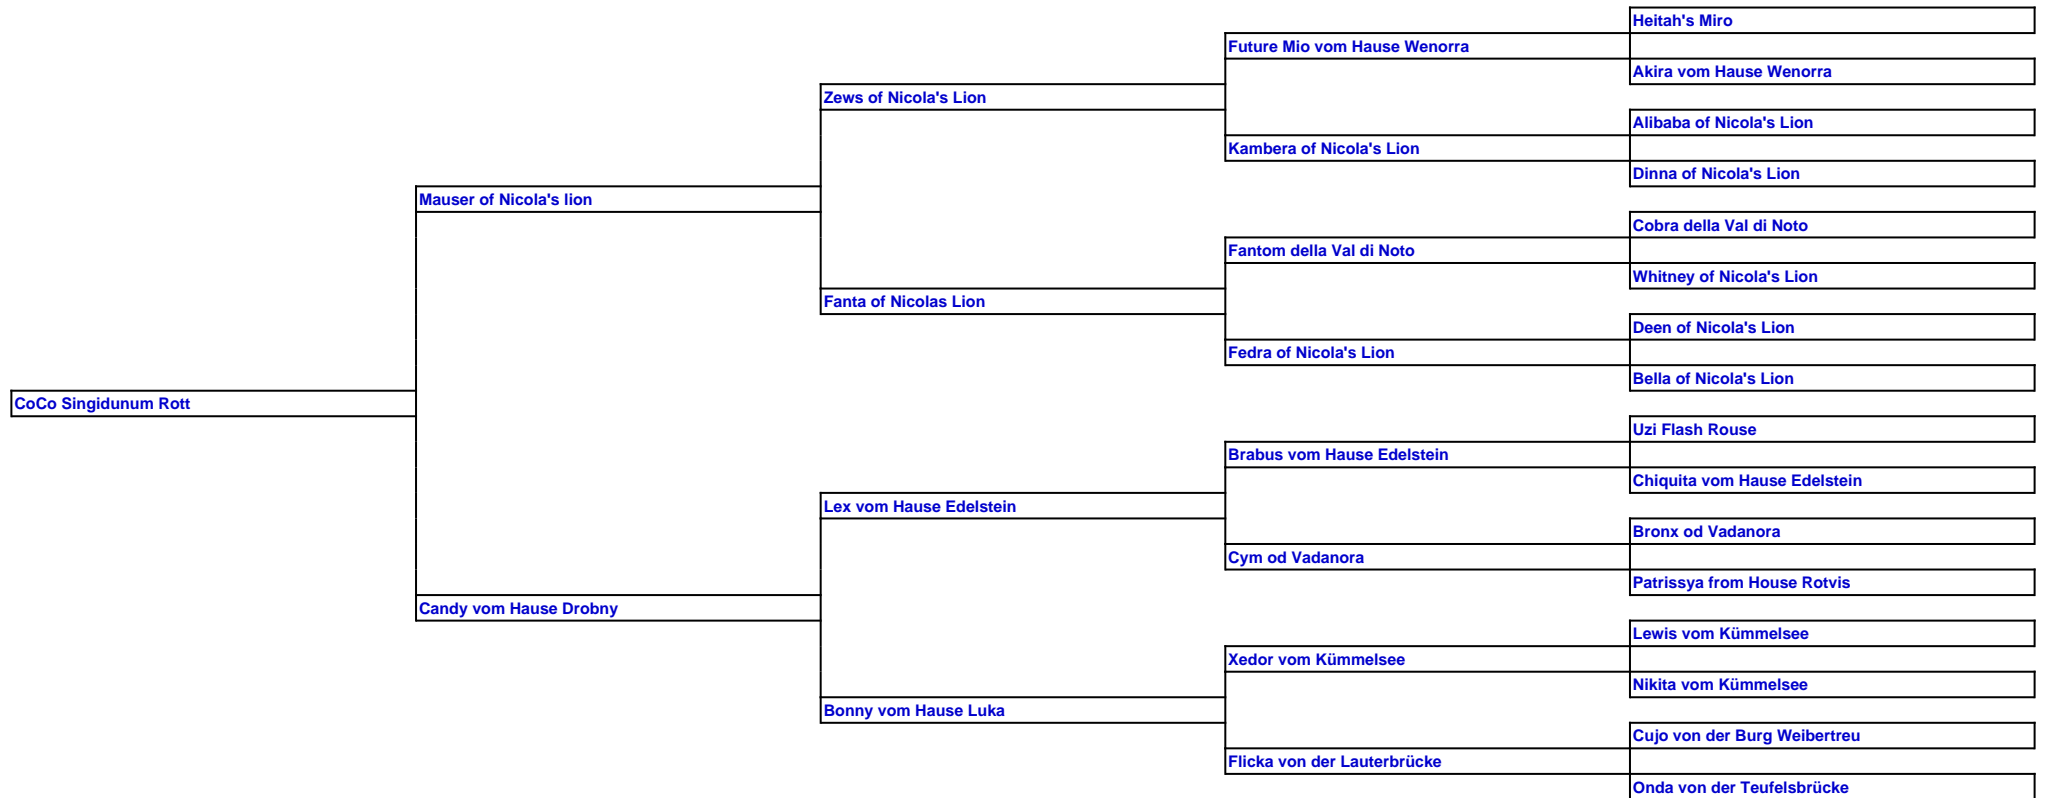 Heitah's Miro
Future Mio vom Hause Wenorra
Akira vom Hause Wenorra
Zews of Nicola's Lion
Alibaba of Nicola's Lion
Kambera of Nicola's Lion
Dinna of Nicola's Lion
Mauser of Nicola's lion
Cobra della Val di Noto
Fantom della Val di Noto
Whitney of Nicola's Lion
Fanta of Nicolas Lion
Deen of Nicola's Lion
Fedra of Nicola's Lion
Bella of Nicola's Lion
CoCo Singidunum Rott
Uzi Flash Rouse
Brabus vom Hause Edelstein
Chiquita vom Hause Edelstein
Lex vom Hause Edelstein
Bronx od Vadanora
Cym od Vadanora
Patrissya from House Rotvis
Candy vom Hause Drobny
Lewis vom Kümmelsee
Xedor vom Kümmelsee
Nikita vom Kümmelsee
Bonny vom Hause Luka
Cujo von der Burg Weibertreu
Flicka von der Lauterbrücke
Onda von der Teufelsbrücke